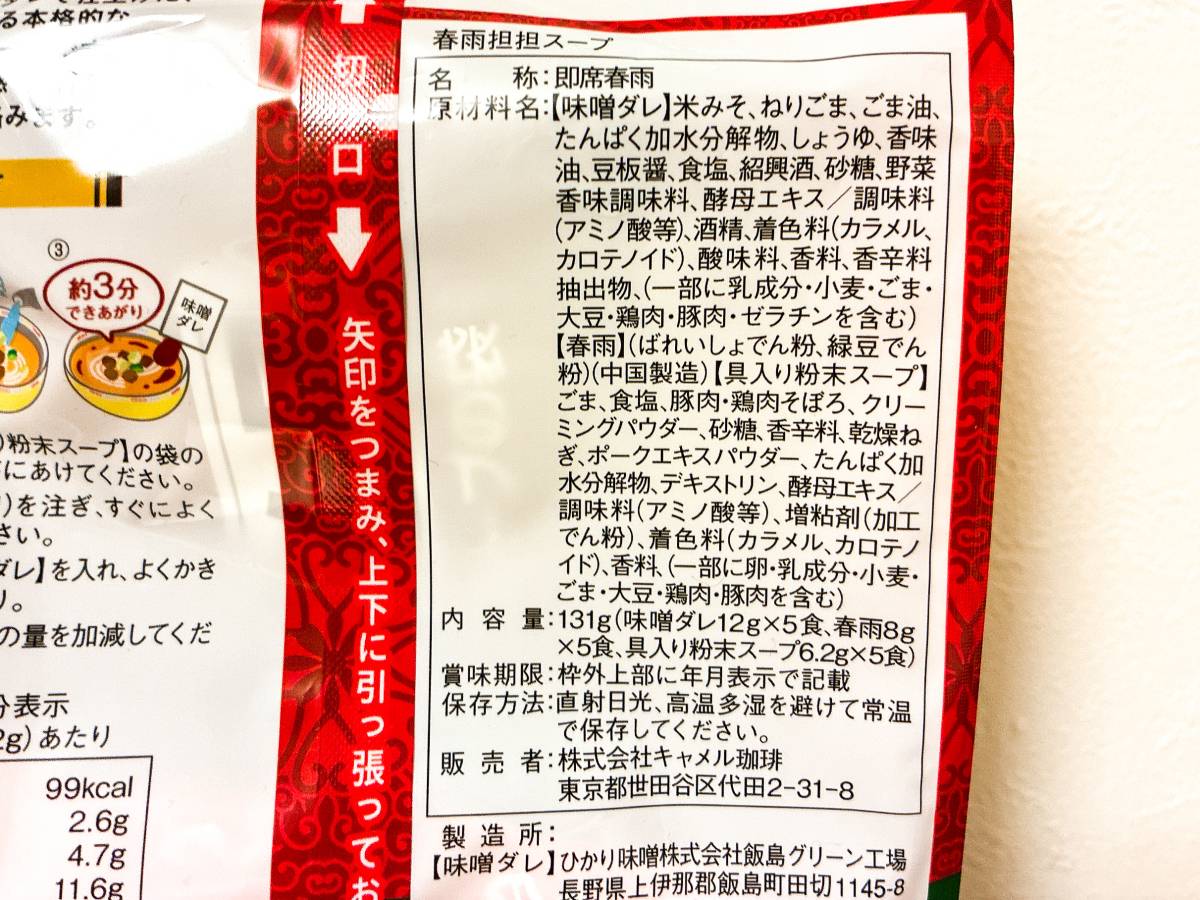 る本格的な
みます。
③
約3分
できあがり
味噌
ダレ
粉末スープ】の袋の
にあけてください。
)を注ぎ、すぐによく
さい。
ダレ】を入れ、よくかき
の量を加減してくだ
分表示
2g)あたり
99kcal
2.6g
4.7g
11.6g
切
り
口
矢印をつまみ、上下に引っ張ってお
春雨担担スープ
名 称:即席春雨
原材料名:【味噌ダレ】米みそ、ねりごま、ごま油、
たんぱく加水分解物、しょうゆ、香味
油、豆板醤、食塩、紹興酒、砂糖、野菜
香味調味料、酵母エキス/調味料
(アミノ酸等)、酒精、着色料(カラメル、
カロテノイド)、酸味料、香料、香辛料
抽出物、(一部に乳成分・小麦・ごま・
大豆・鶏肉・豚肉・ゼラチンを含む)
【春雨】(ばれいしょでん粉、緑豆でん
粉)(中国製造)【具入り粉末スープ】
ごま、食塩、豚肉・鶏肉そぼろ、クリー
ミングパウダー、砂糖、香辛料、乾燥ね
ぎ、ポークエキスパウダー、たんぱく加
水分解物、デキストリン、酵母エキス/
調味料(アミノ酸等)、増粘剤(加工
でん粉)、着色料(カラメル、カロテノ
イド)、香料、(一部に卵・乳成分・小麦・
ごま・大豆・鶏肉・豚肉を含む)
内 容 量:131g(味噌ダレ12g×5食、春雨8g
×5食、具入り粉末スープ6.2g×5食)
賞味期限:枠外上部に年月表示で記載
保存方法:直射日光、高温多湿を避けて常温
で保存してください。
販 売 者:株式会社キャメル珈琲
東京都世田谷区代田2-31-8
製 造 所:
【味噌ダレ】ひかり味噌株式会社飯島グリーン工場
長野県上伊那郡飯島町田切1145-8